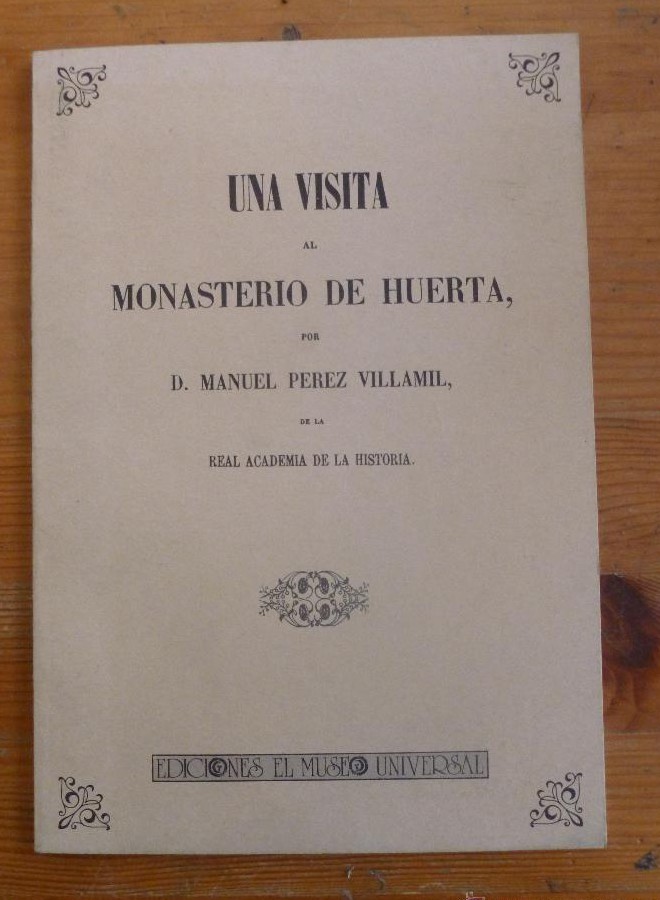 UNA VISITA
AL
MONASTERIO DE HUERTA,
POR
D. MANUEL PEREZ VILLAMIL,
DE LA
REAL ACADEMIA DE LA HISTORIA.
EDICIONES EL MUSEO UNIVERSAL